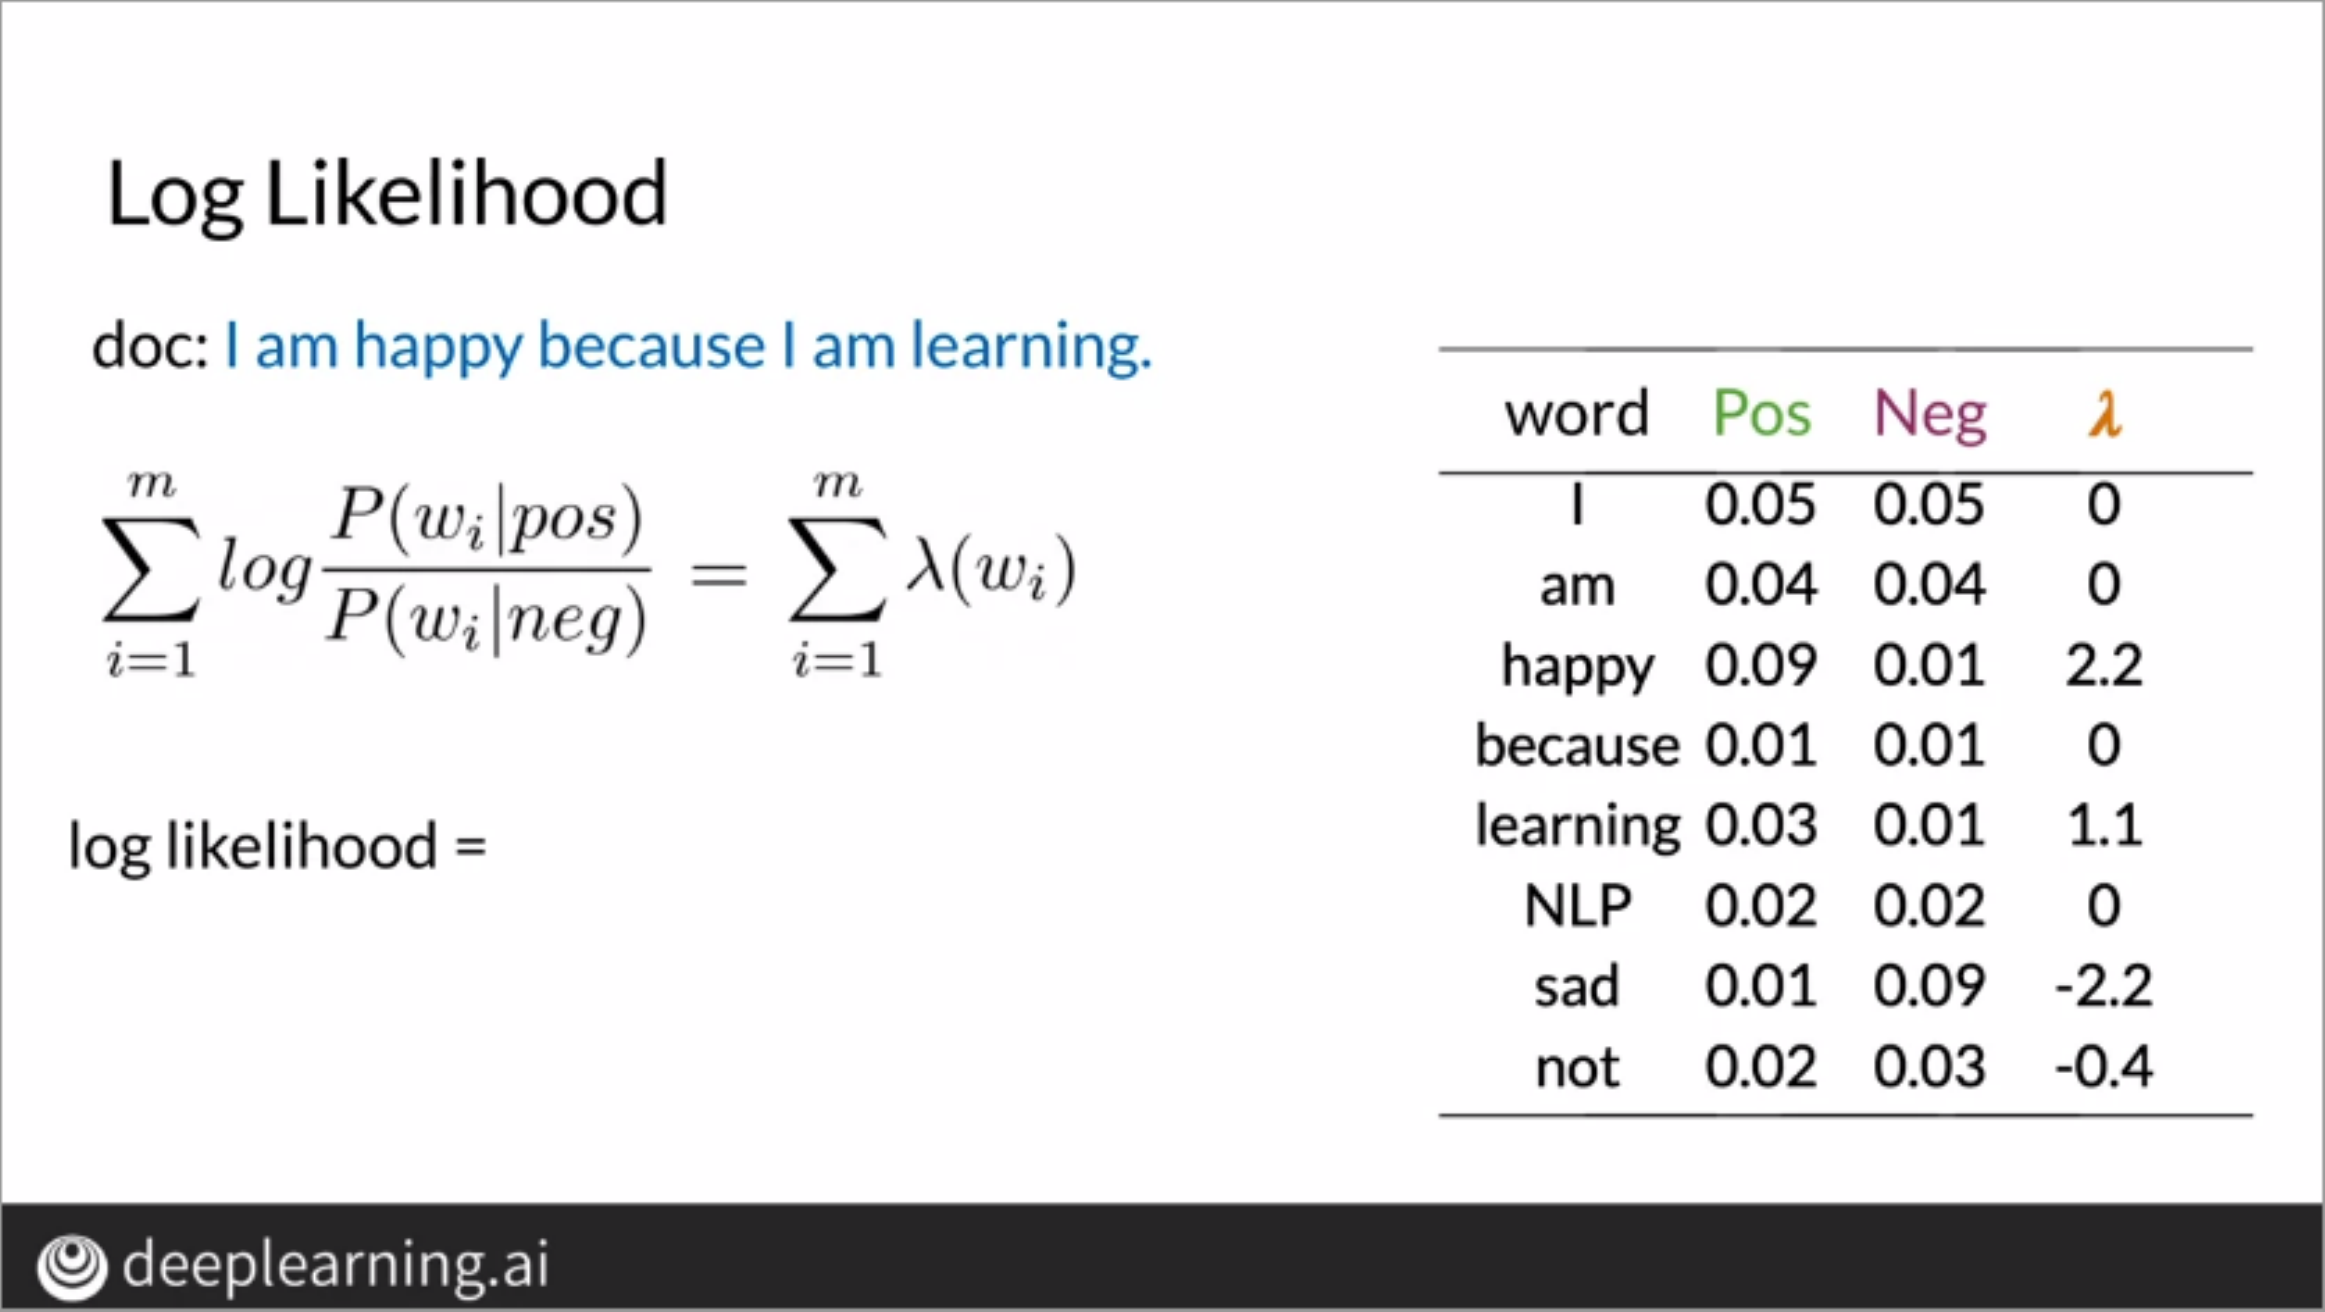 Log Likelihood
doc: I am happy because I am learning.
\sum_{i=1}^{m} log \frac{P(w_i|pos)}{P(w_i|neg)} = \sum_{i=1}^{m} λ(w_i)
log likelihood =
word Pos Neg λ
I 0.05 0.05 0
am 0.04 0.04 0
happy 0.09 0.01 2.2
because 0.01 0.01 0
learning 0.03 0.01 1.1
NLP 0.02 0.02 0
sad 0.01 0.09 -2.2
not 0.02 0.03 -0.4
deeplearning.ai